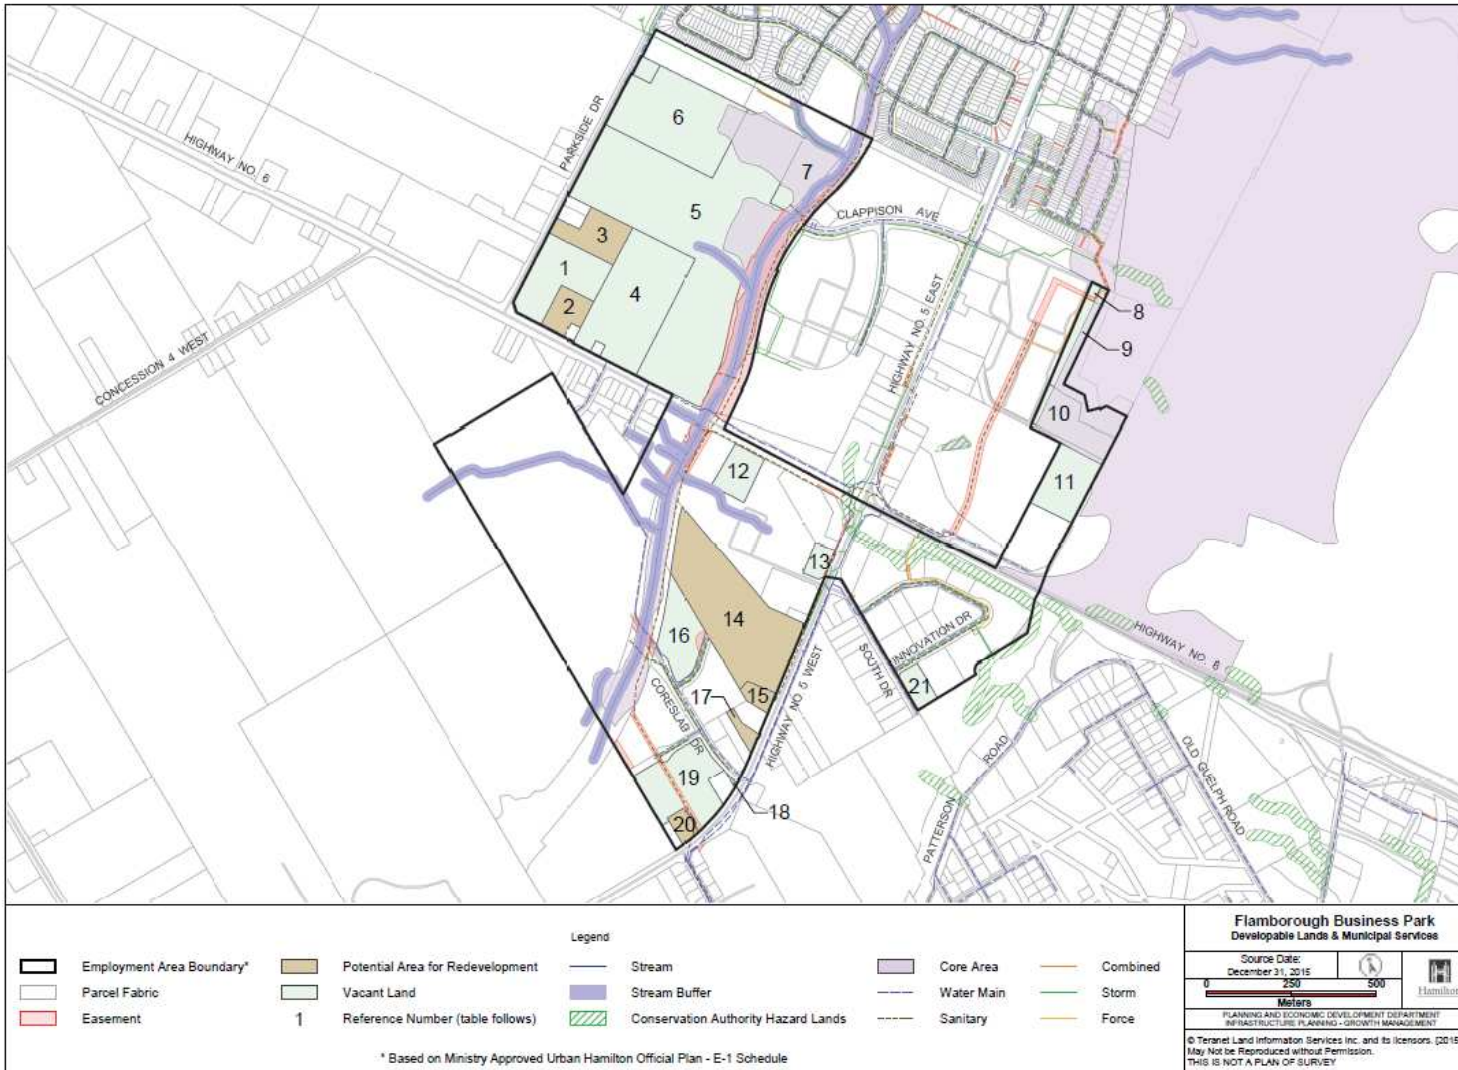 PARKSIDE DR
HIGHWAY NO. 6
CONCESSION 4 WEST
CLAPPISON AVE
HIGHWAY NO. 5 EAST
6
7
5
3
1
4
2
8
9
10
11
12
13
14
16
15
17
19
18
20
21
INNOVATION DR
SOUTH DR
HIGHWAY NO. 5 WEST
CORESLAB DR
HIGHWAY NO. 6
PATTERSON ROAD
OLD GUELPH ROAD
Legend
Employment Area Boundary*
Potential Area for Redevelopment
Stream
Core Area
Combined
Parcel Fabric
Vacant Land
Stream Buffer
Water Main
Storm
Easement
1 Reference Number (table follows)
Conservation Authority Hazard Lands
Sanitary
Force
* Based on Ministry Approved Urban Hamilton Official Plan - E-1 Schedule
Flamborough Business Park
Developable Lands & Municipal Services
Source Date:
December 31, 2015
0 250 500
Meters
Hamilton
PLANNING AND ECONOMIC DEVELOPMENT DEPARTMENT
INFRASTRUCTURE PLANNING - GROWTH MANAGEMENT
© Teranet Land Information Services Inc. and its licensors. [2015
May Not be Reproduced without Permission.
THIS IS NOT A PLAN OF SURVEY